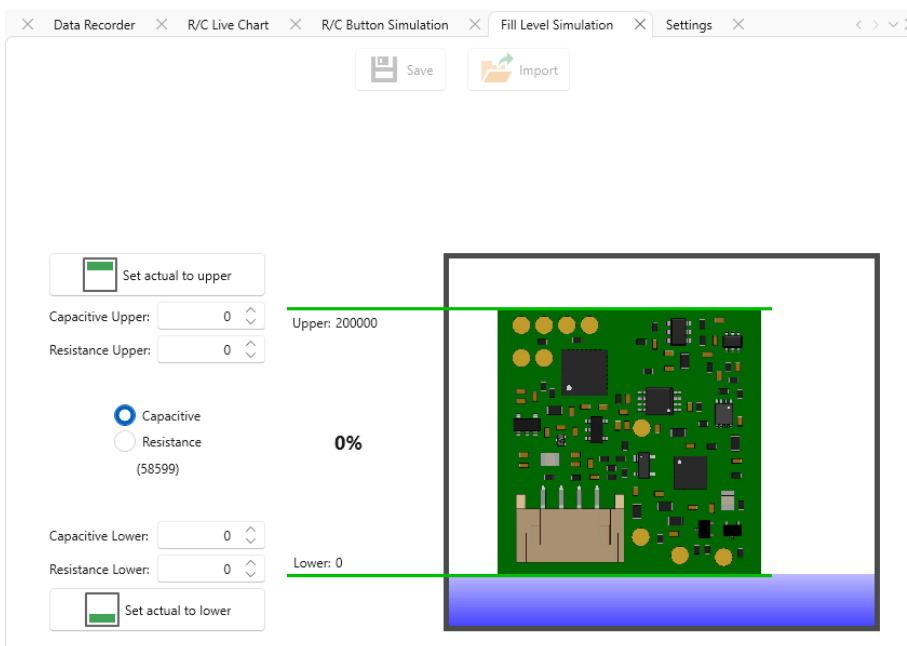 Data Recorder
R/C Live Chart
R/C Button Simulation
Fill Level Simulation
Settings
Save
Import
Set actual to upper
Capacitive Upper: 0
Upper: 200000
Resistance Upper: 0
Capacitive
Resistance
0%
(58599)
Capacitive Lower: 0
Lower: 0
Resistance Lower: 0
Set actual to lower